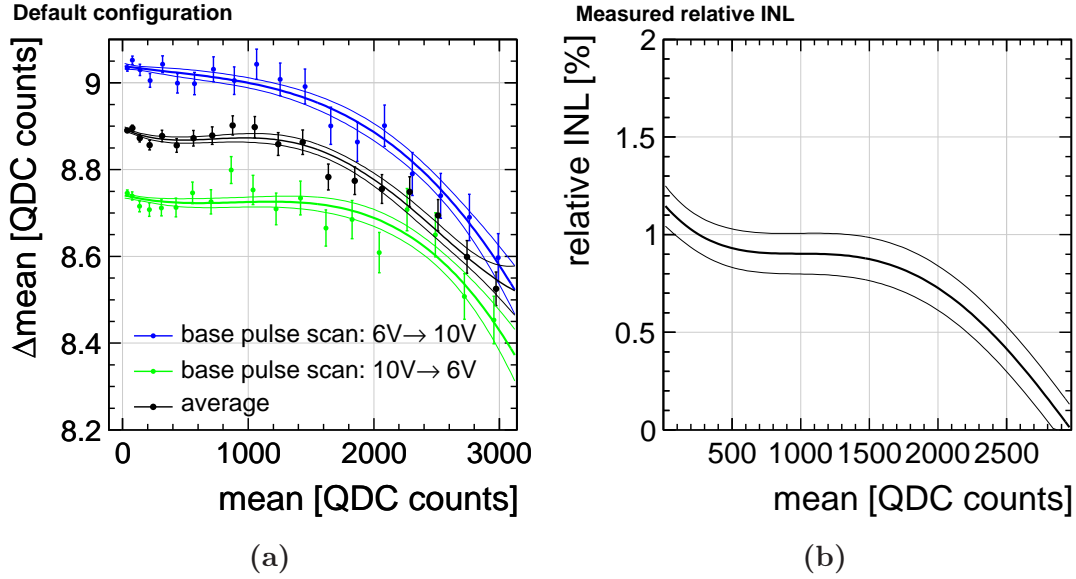 Default configuration
Δmean [QDC counts]
9
8.8
8.6
8.4
8.2
0
1000
2000
3000
base pulse scan: 6V→ 10V
base pulse scan: 10V→ 6V
average
mean [QDC counts]
(a)
Measured relative INL
relative INL [%]
2
1.5
1
0.5
0
500
1000
1500
2000
2500
mean [QDC counts]
(b)